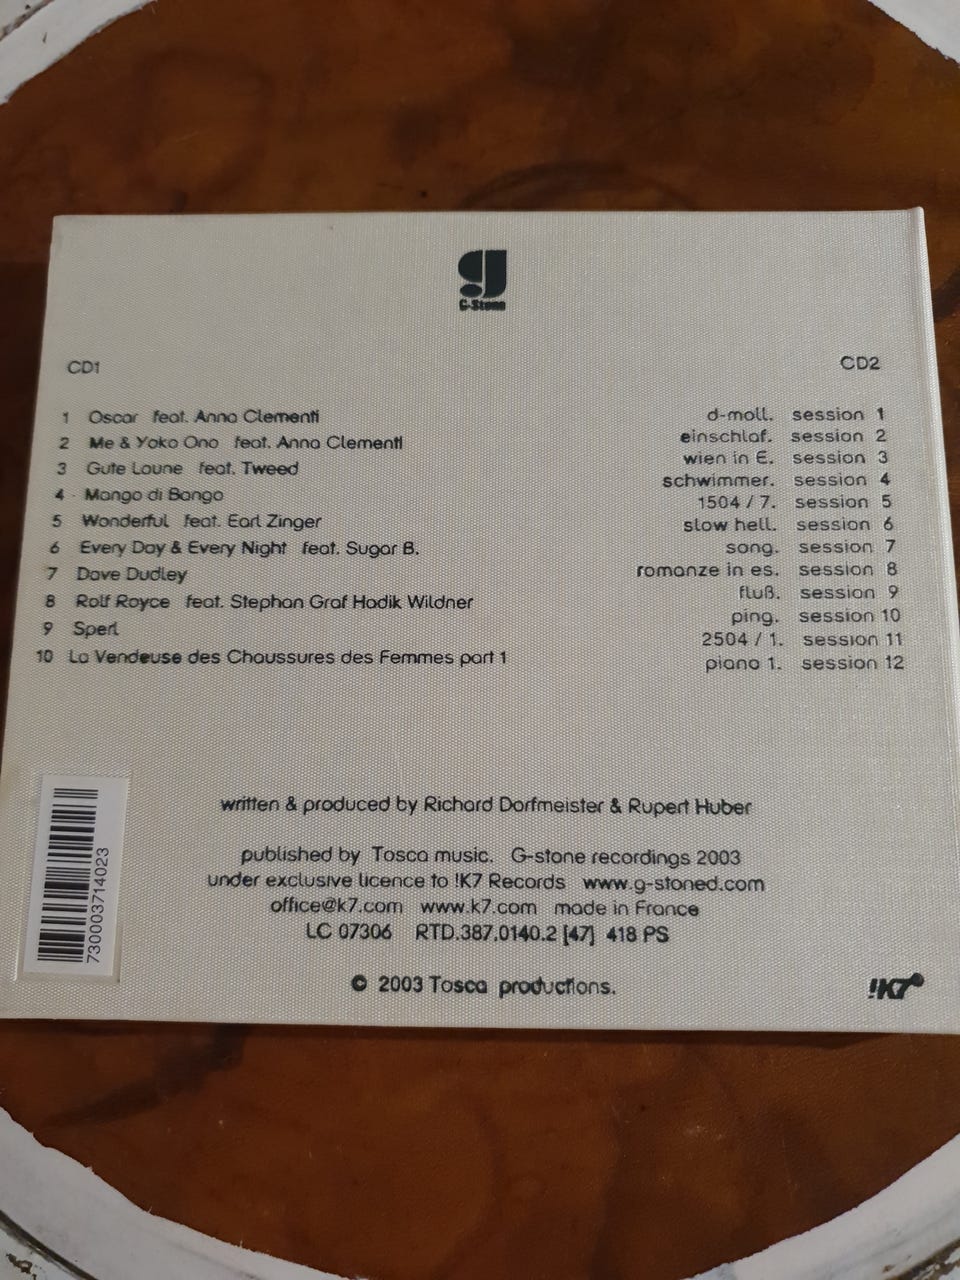 G-Stone
CD1
1 Oscar feat. Anna Clementi
2 Me & Yoko Ono feat. Anna Clementi
3 Gute Laune feat. Tweed
4 Mango di Bango
5 Wonderful feat. Earl Zinger
6 Every Day & Every Night feat. Sugar B.
7 Dave Dudley
8 Rolf Royce feat. Stephan Graf Hadik Wildner
9 Sperl
10 La Vendeuse des Chaussures des Femmes part 1
CD2
d-moll. session 1
einschlaf. session 2
wien in E. session 3
schwimmer. session 4
1504 / 7. session 5
slow hell. session 6
song. session 7
romanze in es. session 8
fluß. session 9
ping. session 10
2504 / 1. session 11
piano 1. session 12
written & produced by Richard Dorfmeister & Rupert Huber
published by Tosca music. G-stone recordings 2003
under exclusive licence to !K7 Records www.g-stoned.com
office@k7.com www.k7.com made in France
LC 07306 RTD.387.0140.2 [47] 418 PS
© 2003 Tosca productions.
730003714023
!K7